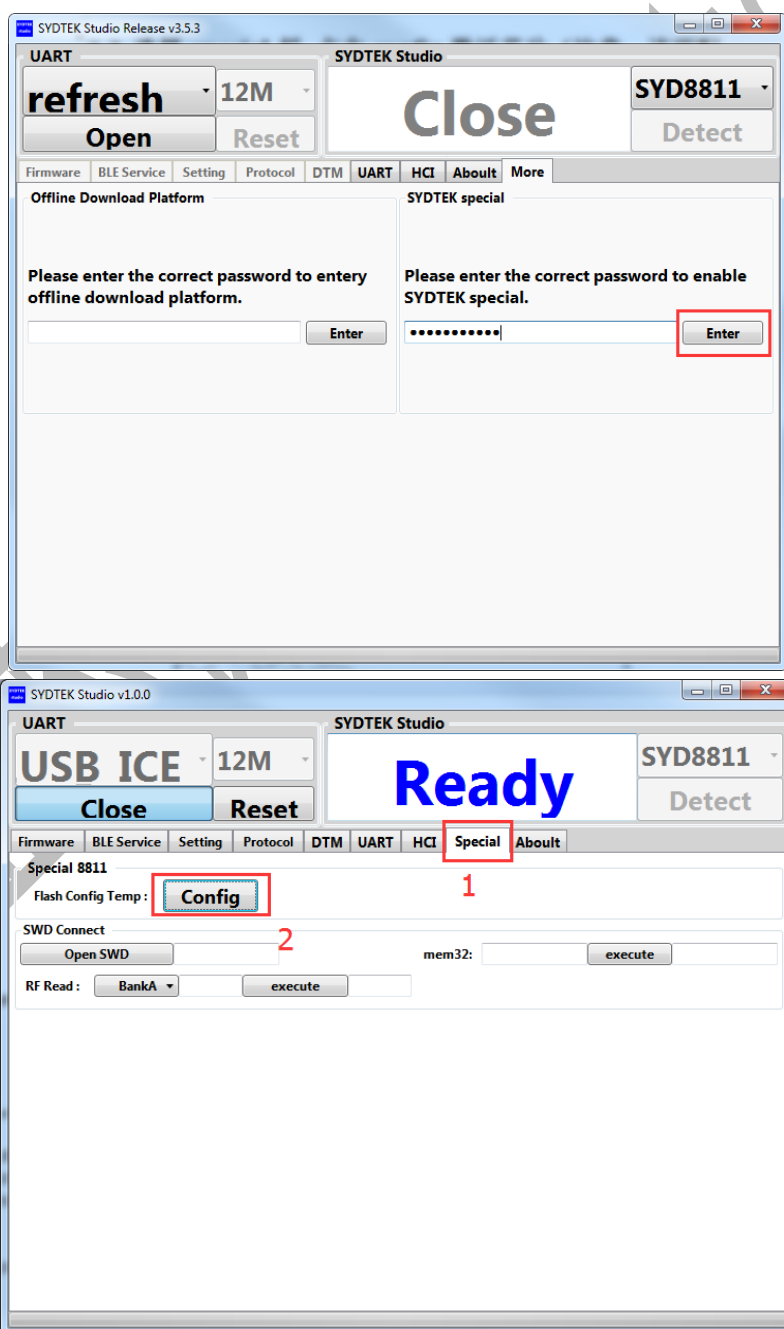 SYDTEK Studio Release v3.5.3
UART
SYDTEK Studio
refresh
12M
Close
SYD8811
Open
Reset
Detect
Firmware BLE Service Setting Protocol DTM UART HCI Aboult More
Offline Download Platform
SYDTEK special
Please enter the correct password to entery
offline download platform.
Please enter the correct password to enable
SYDTEK special.
Enter
•••••••••••
Enter
SYDTEK Studio v1.0.0
UART
SYDTEK Studio
USB ICE
12M
Ready
SYD8811
Close
Reset
Detect
Firmware BLE Service Setting Protocol DTM UART HCI Special Aboult
Special 8811
1
Flash Config Temp : Config
2
SWD Connect
Open SWD
mem32:
execute
RF Read : BankA
execute